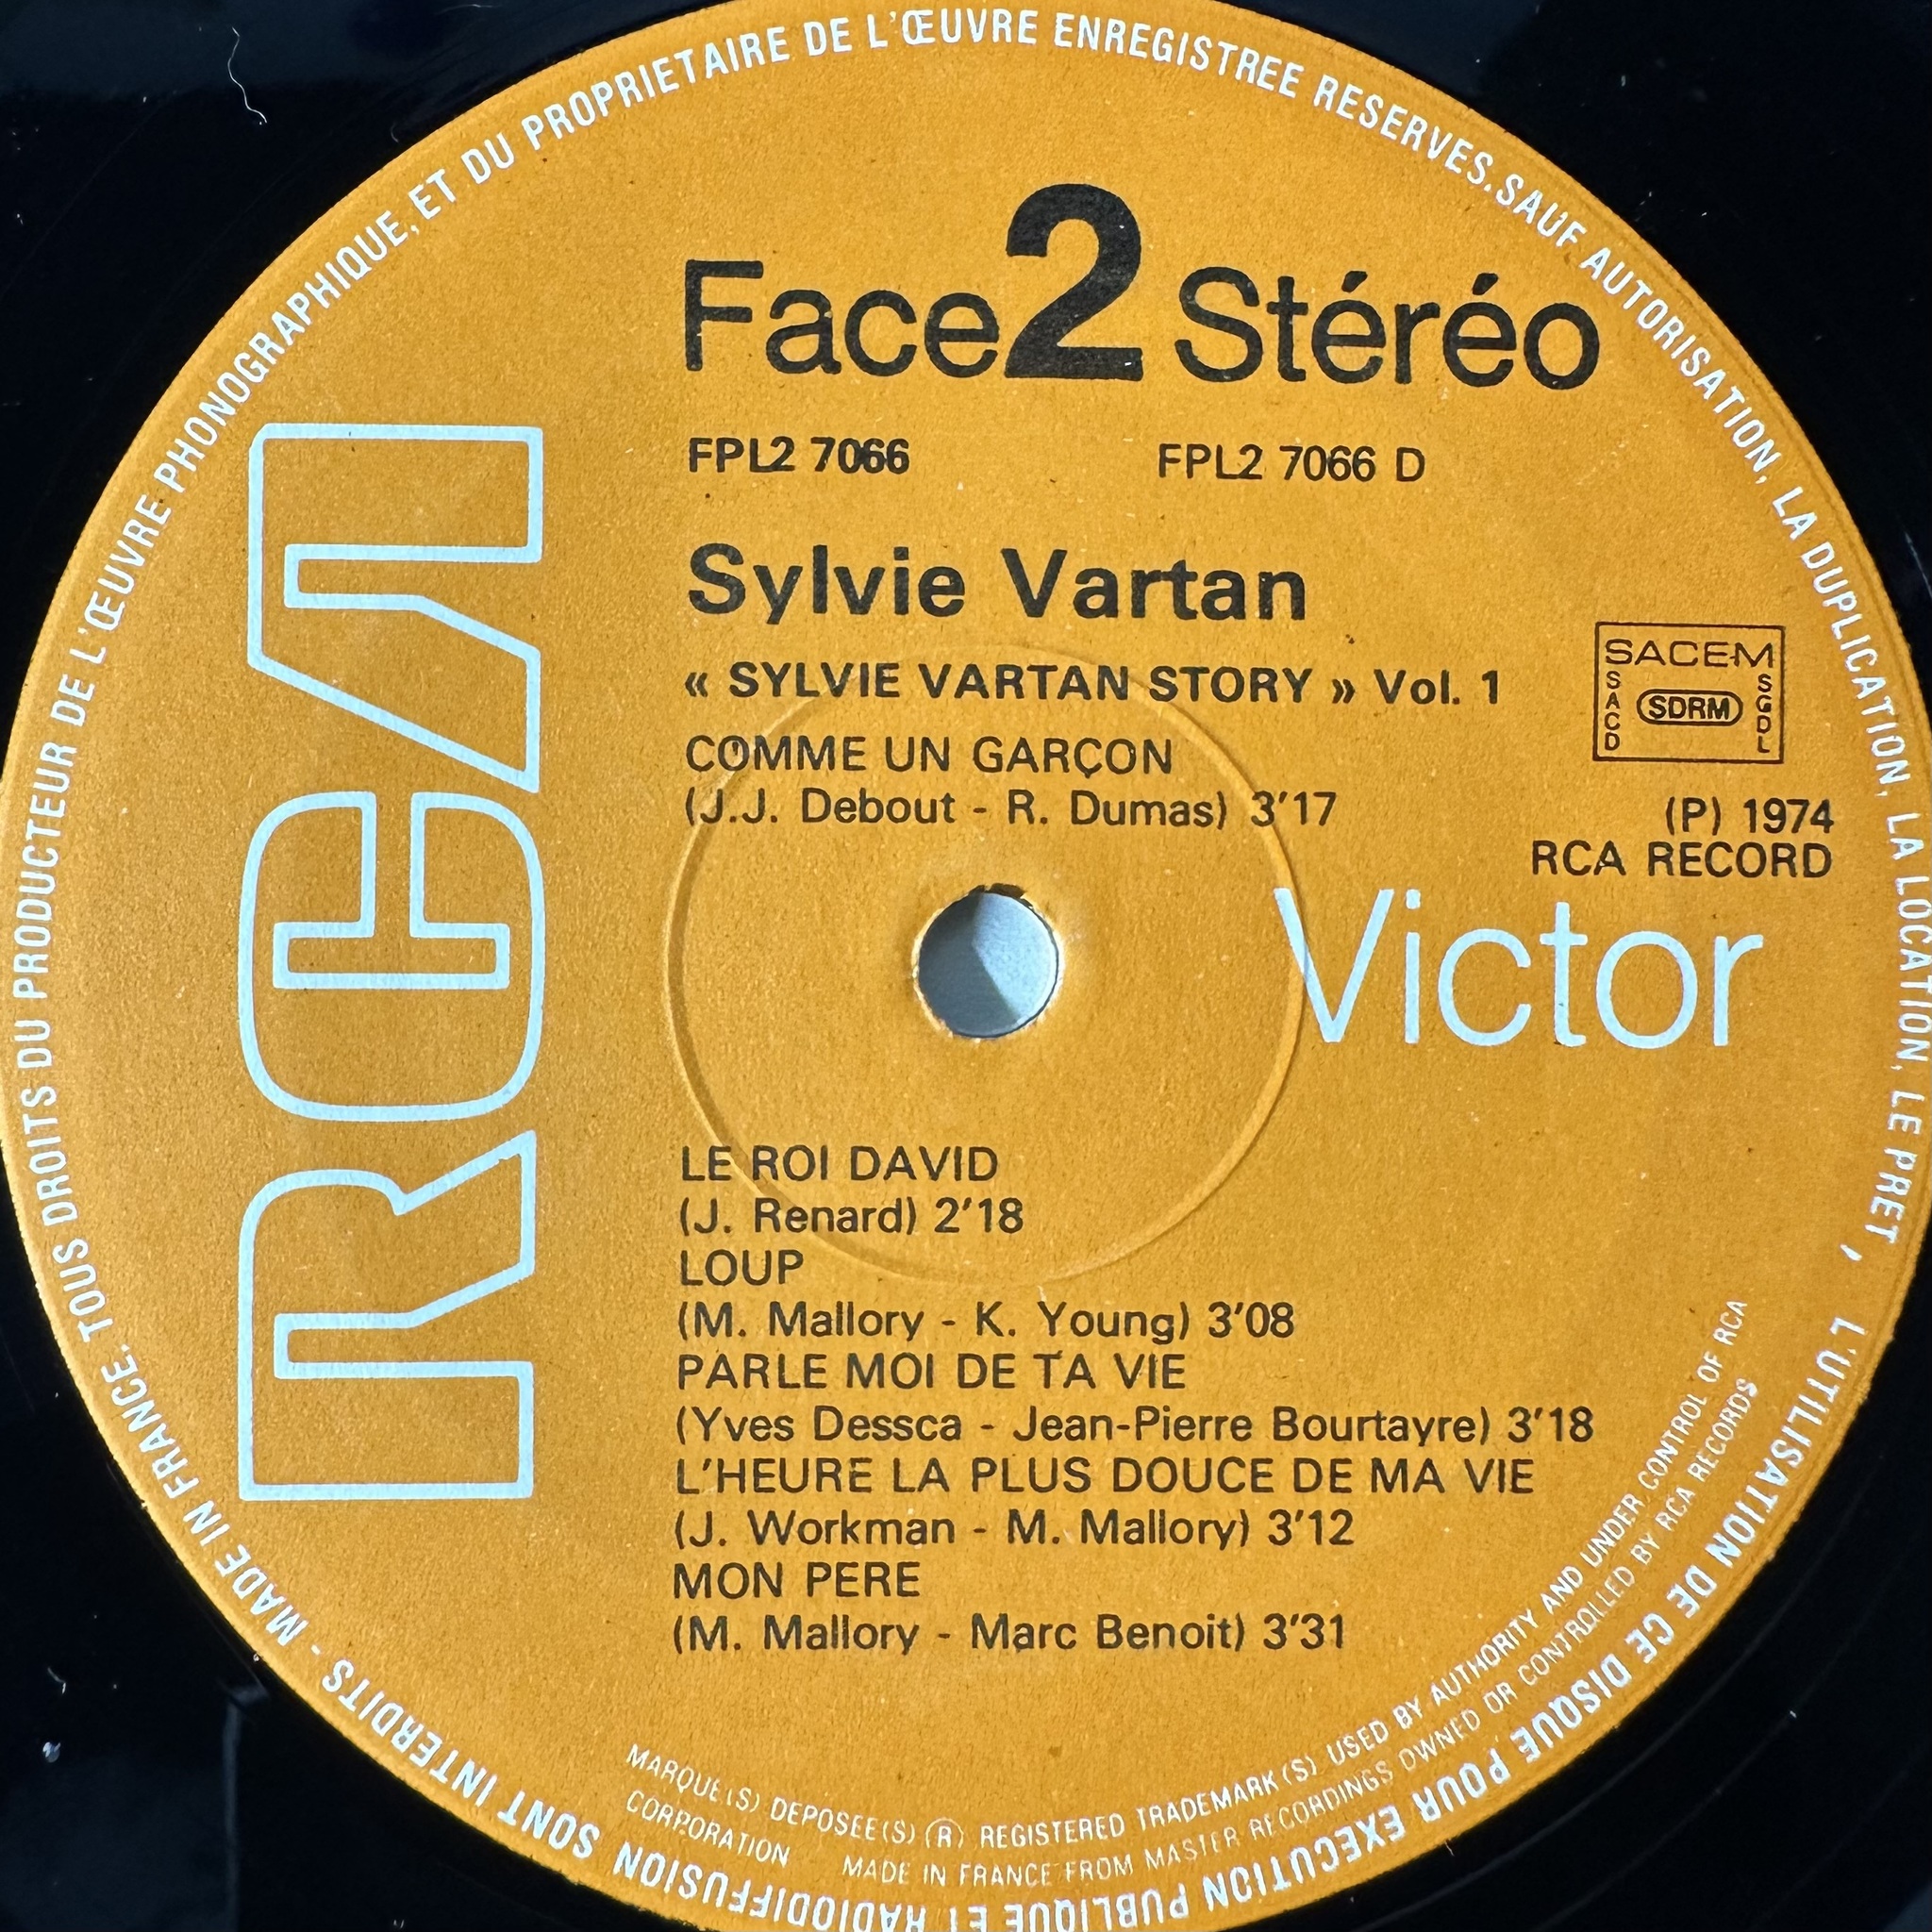 Face 2 Stéréo
FPL2 7066 FPL2 7066 D
Sylvie Vartan
« SYLVIE VARTAN STORY » Vol. 1
COMME UN GARÇON
(J.J. Debout - R. Dumas) 3'17
SACEM
SACD SDRM SGDL
(P) 1974
RCA RECORD
RCA
Victor
LE ROI DAVID
(J. Renard) 2'18
LOUP
(M. Mallory - K. Young) 3'08
PARLE MOI DE TA VIE
(Yves Dessca - Jean-Pierre Bourtayre) 3'18
L'HEURE LA PLUS DOUCE DE MA VIE
(J. Workman - M. Mallory) 3'12
MON PERE
(M. Mallory - Marc Benoit) 3'31
MARQUE(S) DEPOSEE(S) (R) REGISTERED TRADEMARK(S) USED BY AUTHORITY AND UNDER CONTROL OF RCA
CORPORATION MADE IN FRANCE FROM MASTER RECORDINGS OWNED OR CONTROLLED BY RCA RECORDS
MADE IN FRANCE. TOUS DROITS DU PRODUCTEUR DE L'ŒUVRE PHONOGRAPHIQUE, ET DU PROPRIETAIRE DE L'ŒUVRE ENREGISTREE RESERVES. SAUF AUTORISATION, LA DUPLICATION, LA LOCATION, LE PRET, L'UTILISATION DE CE DISQUE POUR EXECUTION PUBLIQUE ET RADIODIFFUSION SONT INTERDITS -